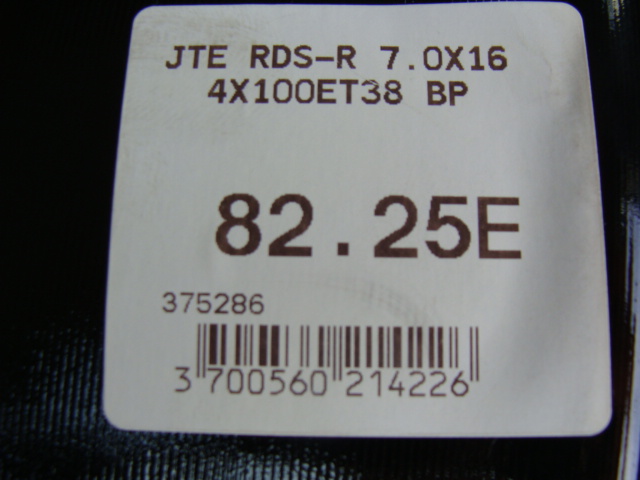 JTE RDS-R 7.0X16
4X100ET38 BP
82.25E
375286
3 700560 214226